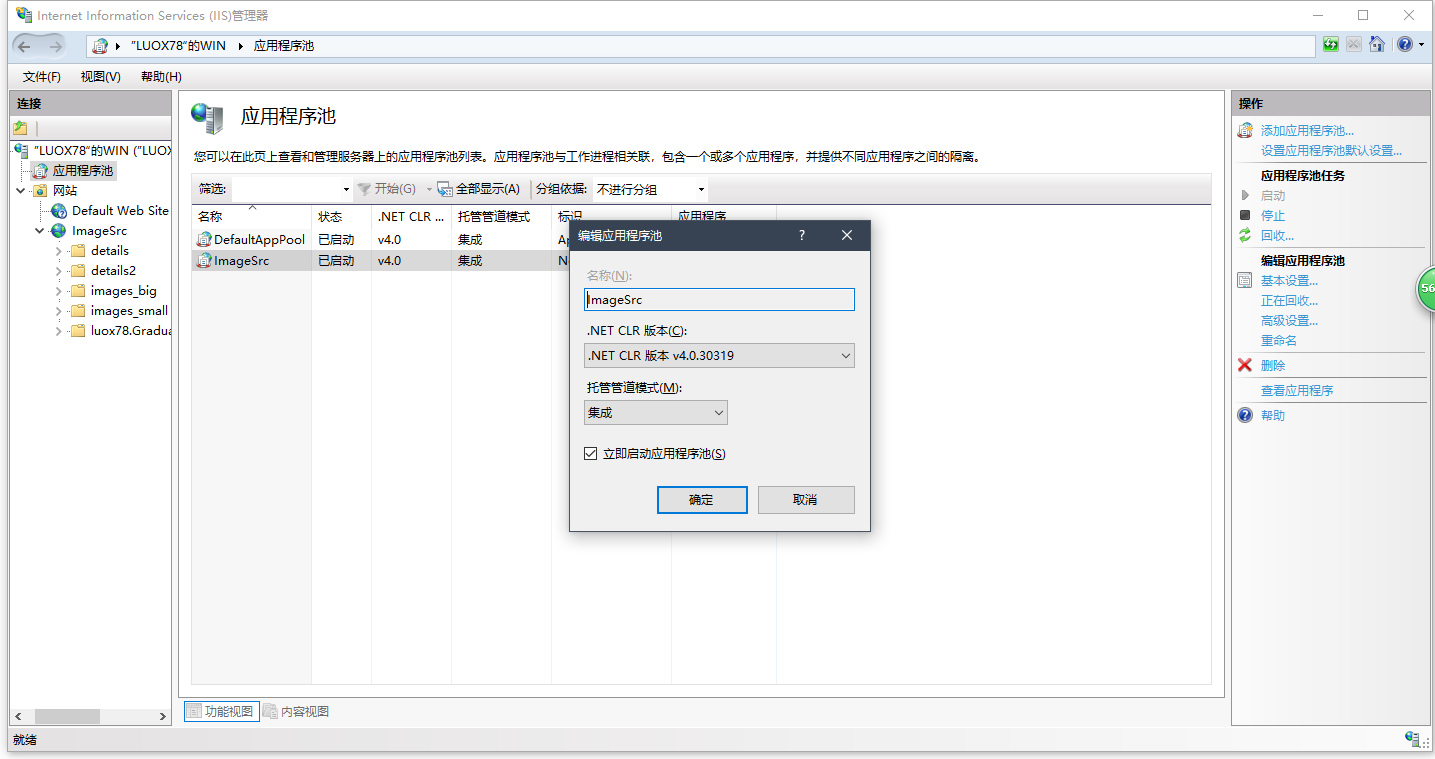 Internet Information Services (IIS)管理器
"LUOX78"的WIN
应用程序池
文件(F) 视图(V) 帮助(H)
连接
"LUOX78"的WIN ("LUOX
应用程序池
网站
Default Web Site
ImageSrc
details
details2
images_big
images_small
luox78.Gradua
应用程序池
您可以在此页上查看和管理服务器上的应用程序池列表。应用程序池与工作进程相关联，包含一个或多个应用程序，并提供不同应用程序之间的隔离。
筛选: 开始(G) 全部显示(A) 分组依据: 不进行分组
名称 状态 .NET CLR ... 托管管道模式 标识 应用程序
DefaultAppPool 已启动 v4.0 集成 Ap
ImageSrc 已启动 v4.0 集成 N
编辑应用程序池 ?
名称(N):
ImageSrc
.NET CLR 版本(C):
.NET CLR 版本 v4.0.30319
托管管道模式(M):
集成
立即启动应用程序池(S)
确定 取消
功能视图 内容视图
操作
添加应用程序池...
设置应用程序池默认设置...
应用程序池任务
启动
停止
回收...
编辑应用程序池
基本设置...
正在回收...
高级设置...
重命名
删除
查看应用程序
帮助
56
就绪